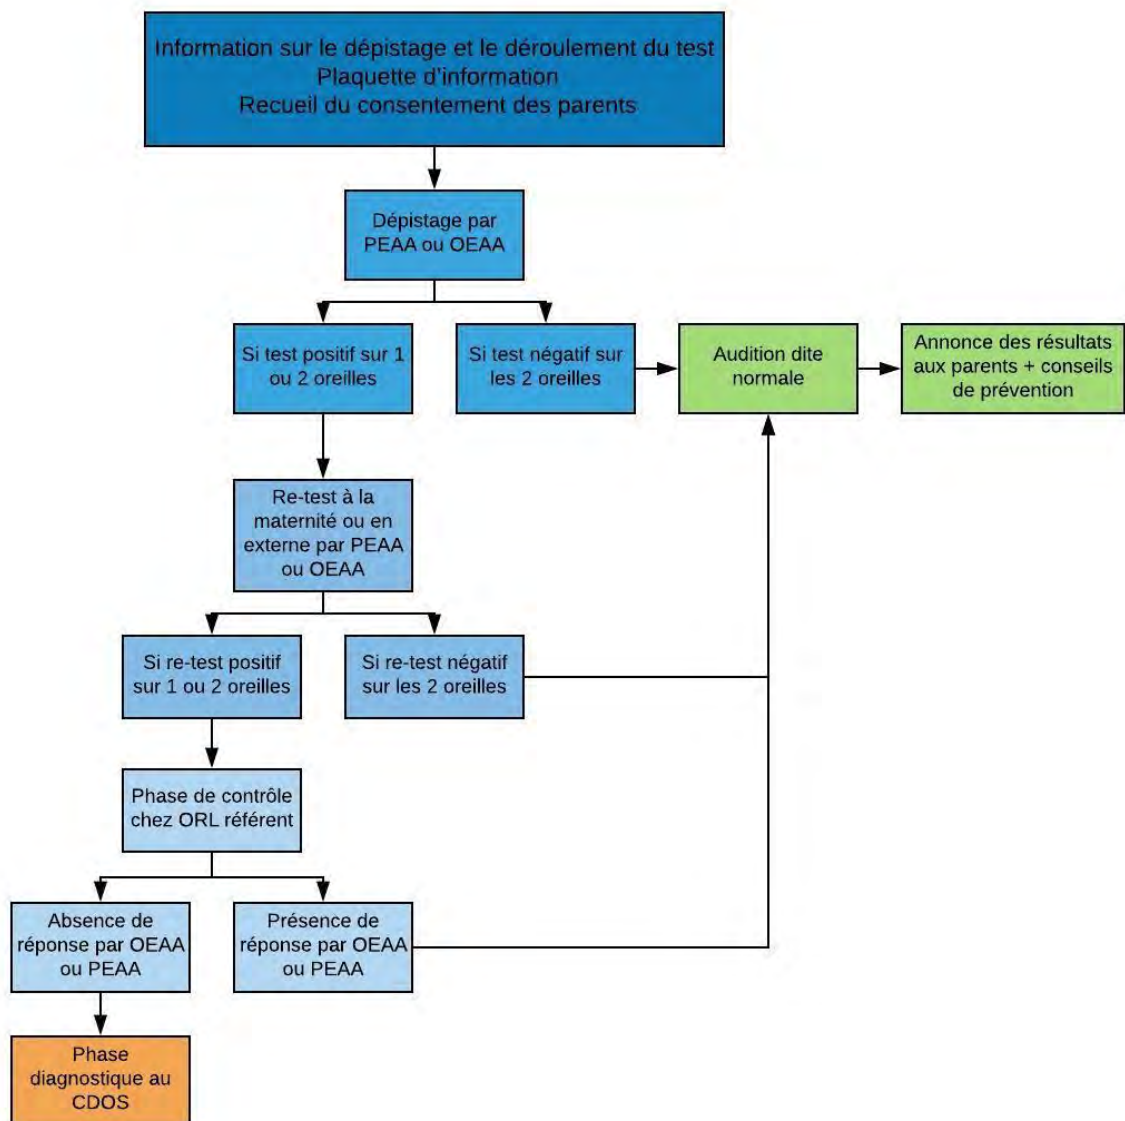 Information sur le dépistage et le déroulement du test
Plaquette d'information
Recueil du consentement des parents
Dépistage par
PEAA ou OEAA
Si test positif sur 1
ou 2 oreilles
Si test négatif sur
les 2 oreilles
Audition dite
normale
Annonce des résultats
aux parents + conseils
de prévention
Re-test à la
maternité ou en
externe par PEAA
ou OEAA
Si re-test positif
sur 1 ou 2 oreilles
Si re-test négatif
sur les 2 oreilles
Phase de contrôle
chez ORL référent
Absence de
réponse par OEAA
ou PEAA
Présence de
réponse par OEAA
ou PEAA
Phase
diagnostique au
CDOS